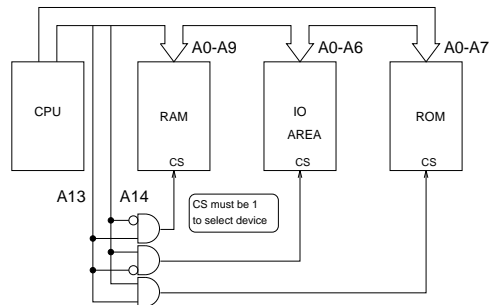 A0-A9
A0-A6
A0-A7
CPU
RAM
IO
AREA
ROM
CS
CS
CS
A13
A14
CS must be 1
to select device